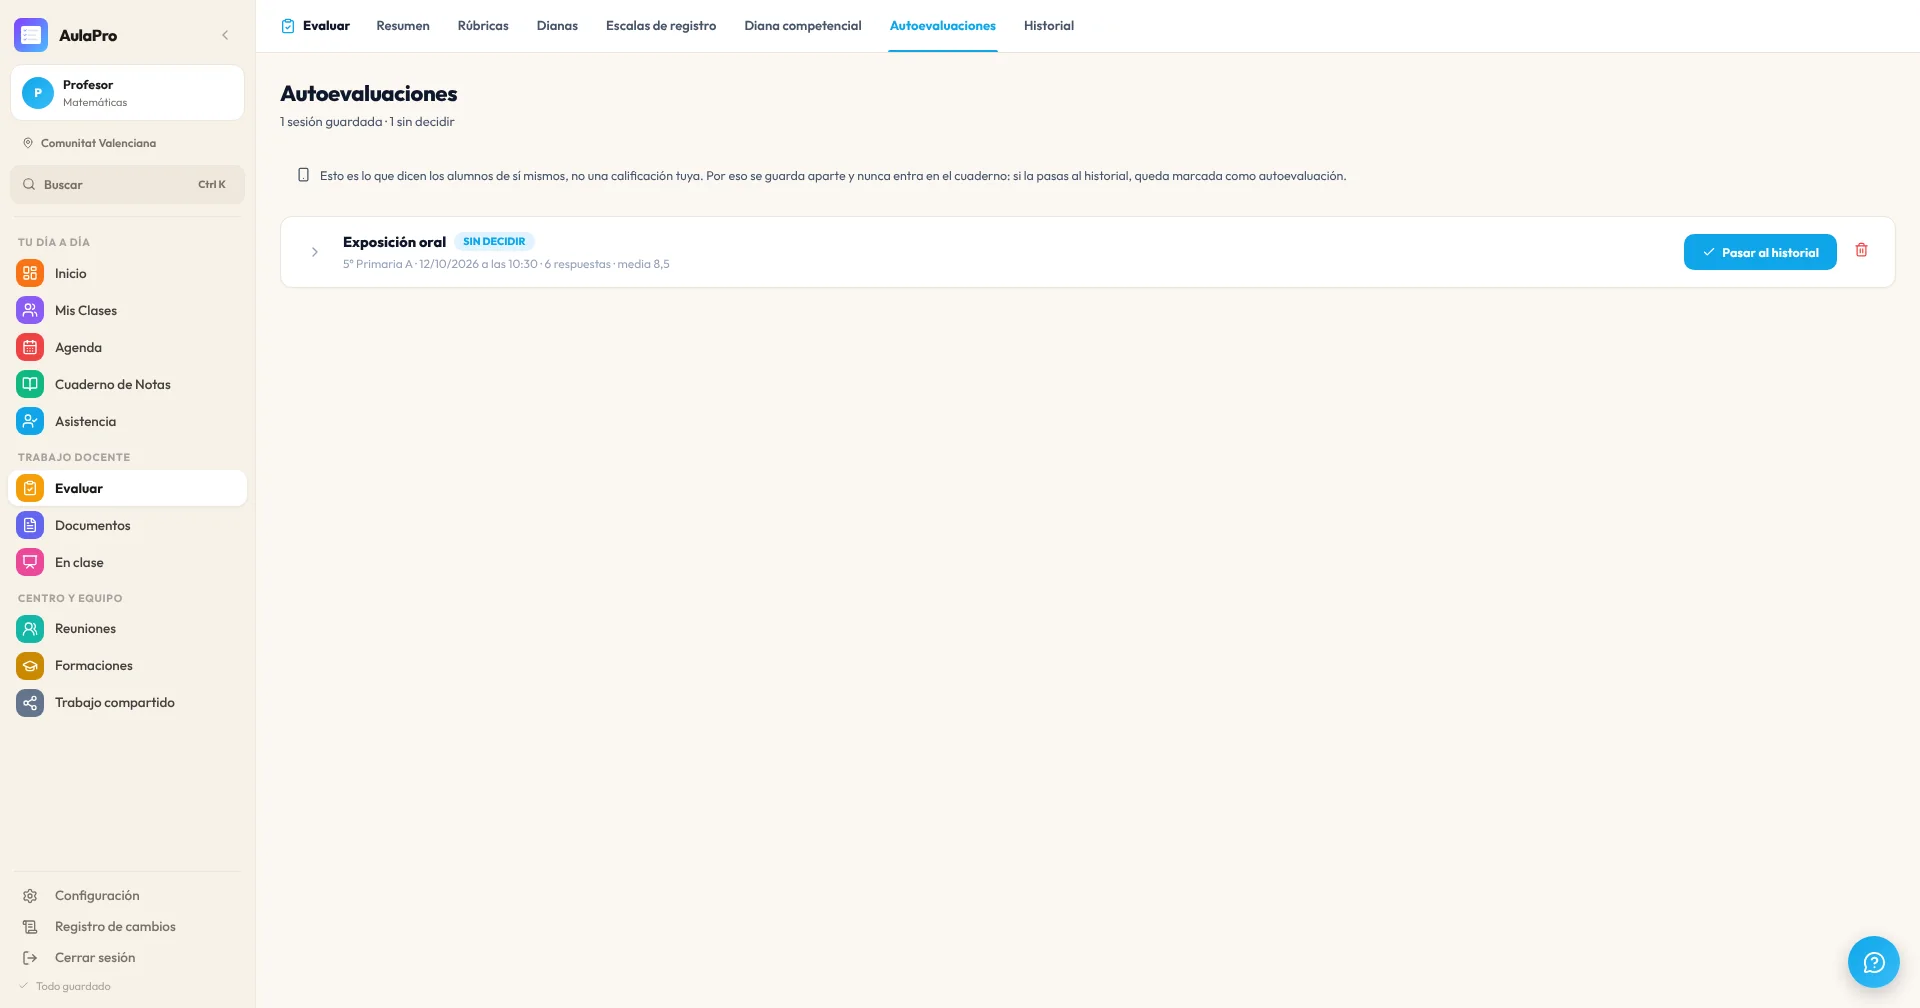 AulaPro
P
Profesor
Matemáticas
Comunitat Valenciana
Buscar
Ctrl K
TU DÍA A DÍA
Inicio
Mis Clases
Agenda
Cuaderno de Notas
Asistencia
TRABAJO DOCENTE
Evaluar
Documentos
En clase
CENTRO Y EQUIPO
Reuniones
Formaciones
Trabajo compartido
Configuración
Registro de cambios
Cerrar sesión
Todo guardado
Evaluar
Resumen
Rúbricas
Dianas
Escalas de registro
Diana competencial
Autoevaluaciones
Historial
Autoevaluaciones
1 sesión guardada · 1 sin decidir
Esto es lo que dicen los alumnos de sí mismos, no una calificación tuya. Por eso se guarda aparte y nunca entra en el cuaderno: si la pasas al historial, queda marcada como autoevaluación.
Exposición oral
SIN DECIDIR
5º Primaria A · 12/10/2026 a las 10:30 · 6 respuestas · media 8,5
Pasar al historial